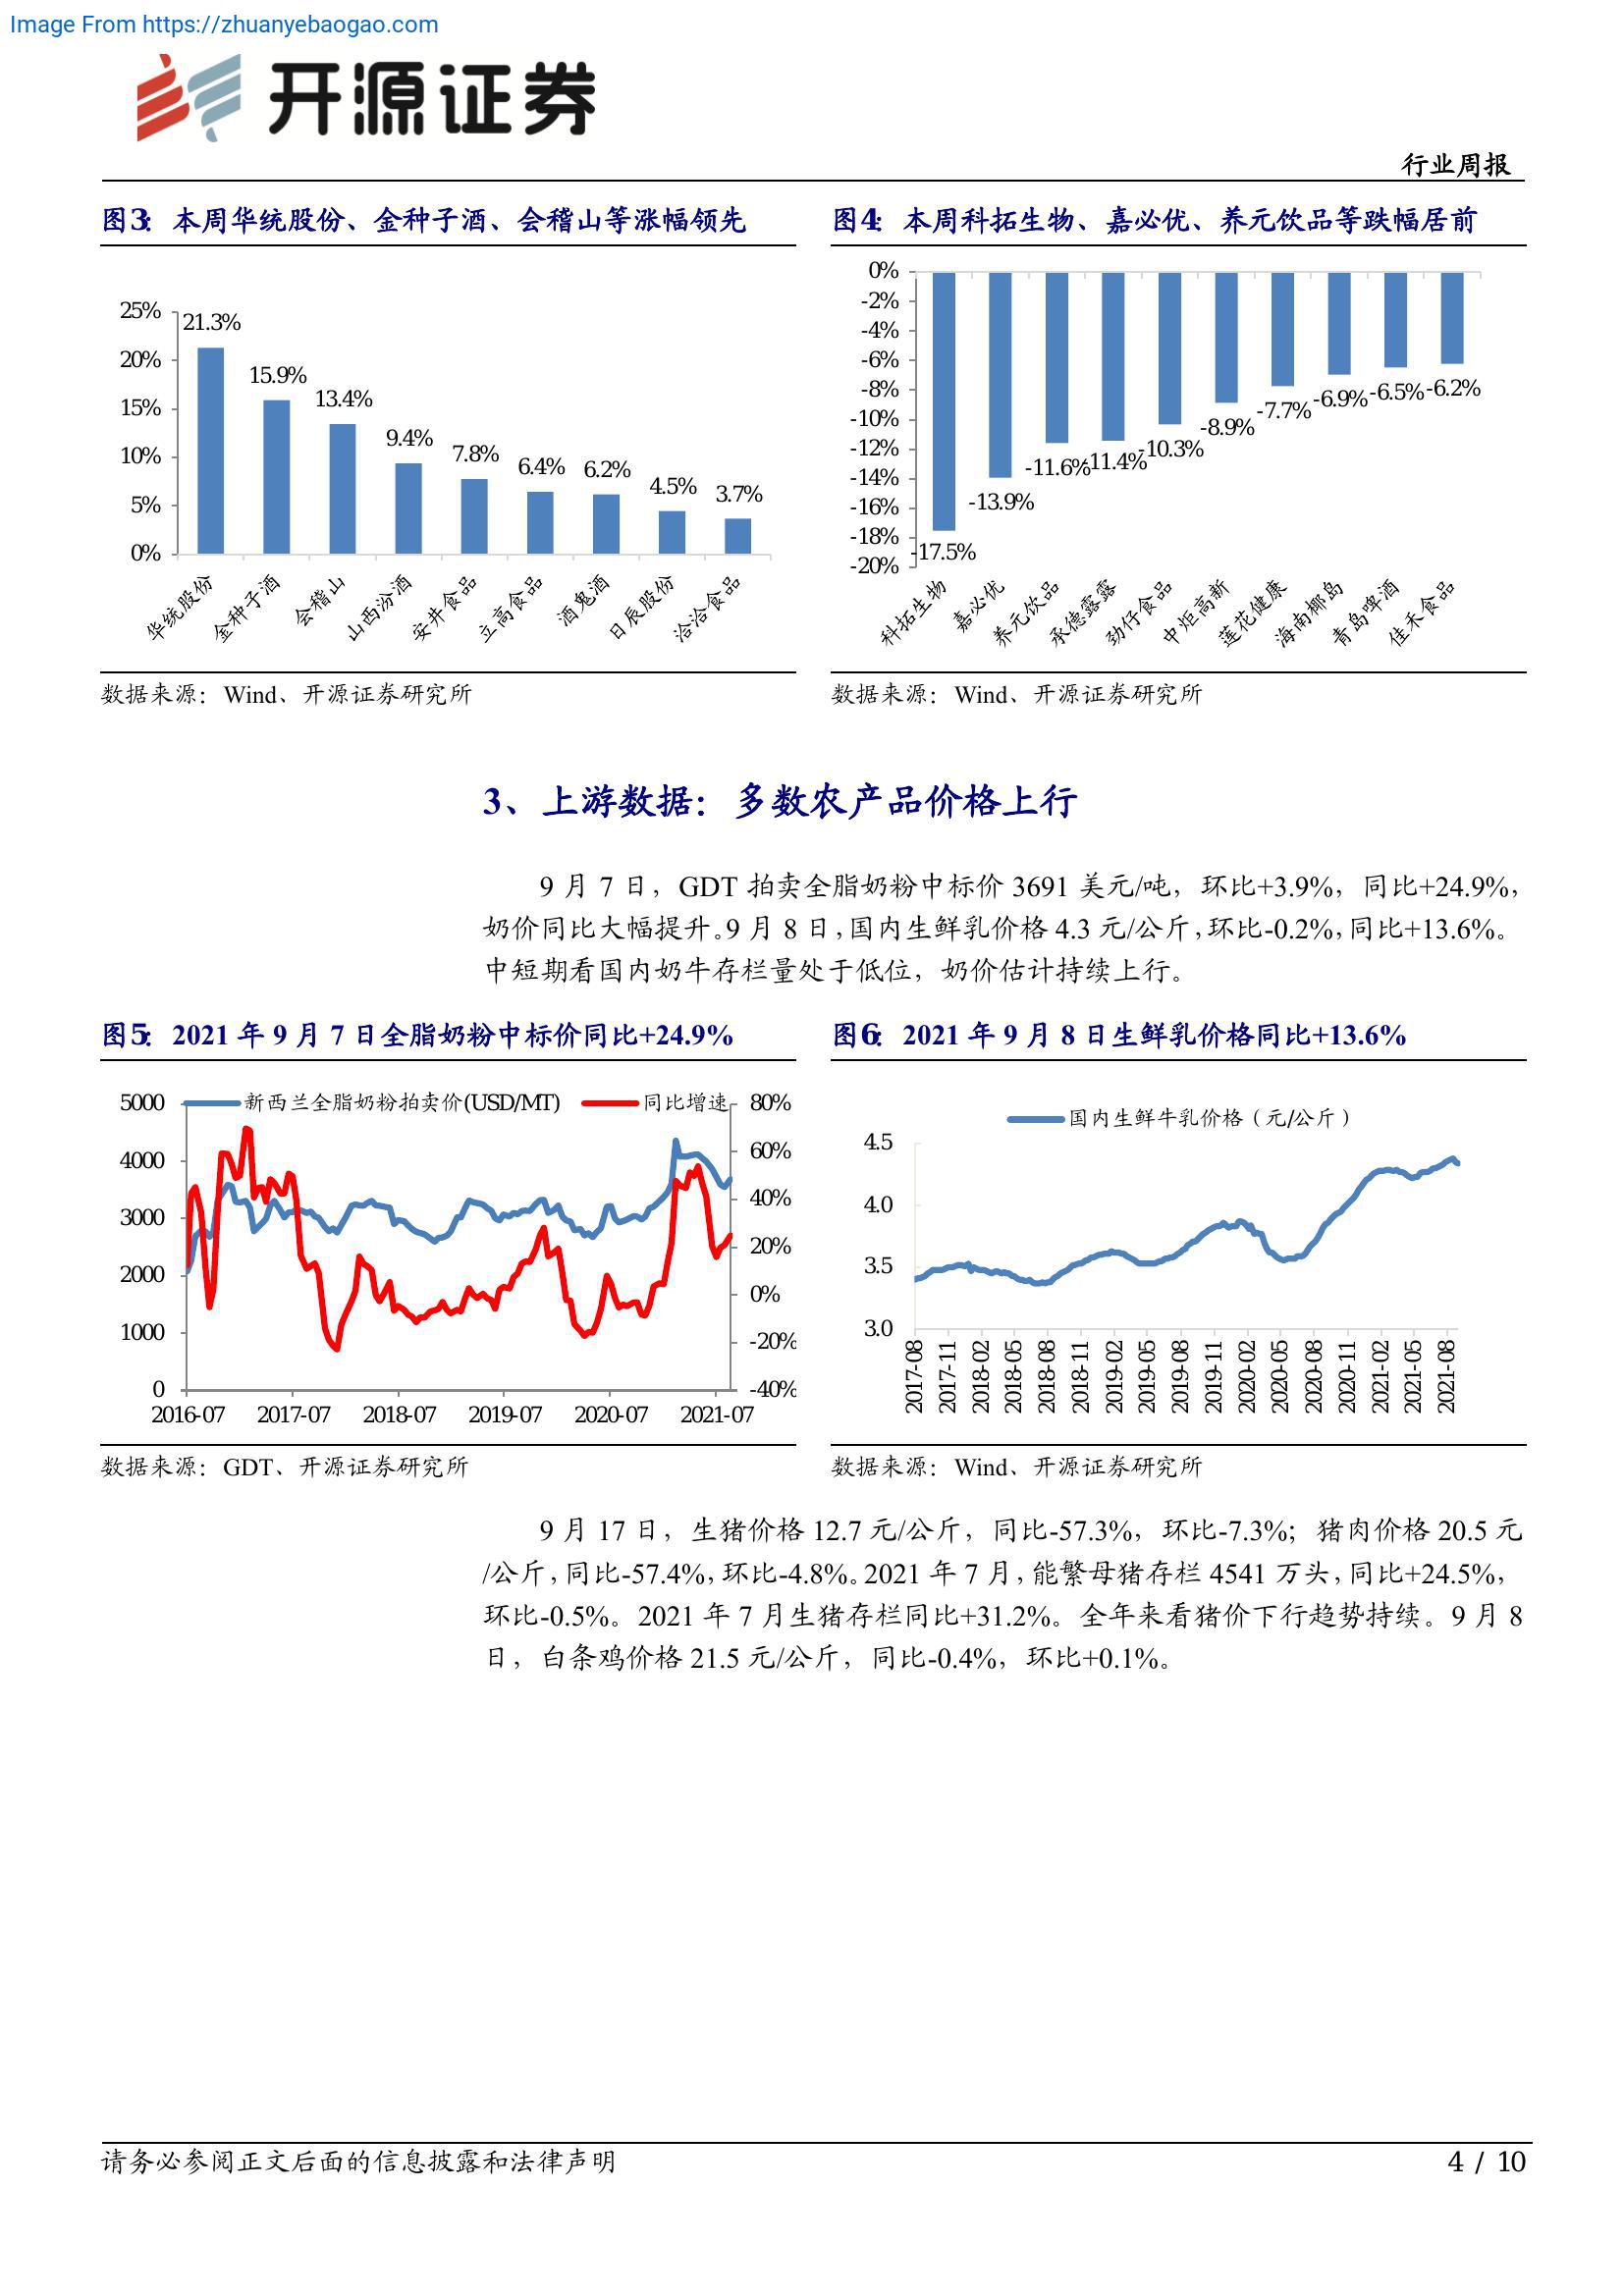 Image From https://zhuanyebaogao.com
开源证券
行业周报
图3： 本周华统股份、金种子酒、会稽山等涨幅领先
25%
20%
15%
10%
5%
0%
21.3%
15.9%
13.4%
9.4%
7.8%
6.4%
6.2%
4.5%
3.7%
华统股份
金种子酒
会稽山
山西汾酒
安井食品
立高食品
酒鬼酒
日辰股份
洽洽食品
数据来源：Wind、开源证券研究所
图4： 本周科拓生物、嘉必优、养元饮品等跌幅居前
0%
-2%
-4%
-6%
-8%
-10%
-12%
-14%
-16%
-18%
-20%
-17.5%
-13.9%
-11.6%
-11.4%
-10.3%
-8.9%
-7.7%
-6.9%
-6.5%
-6.2%
科拓生物
嘉必优
养元饮品
承德露露
劲仔食品
中炬高新
莲花健康
海南椰岛
青岛啤酒
佳禾食品
数据来源：Wind、开源证券研究所
3、上游数据：多数农产品价格上行
9 月 7 日，GDT 拍卖全脂奶粉中标价 3691 美元/吨，环比+3.9%，同比+24.9%，
奶价同比大幅提升。9 月 8 日，国内生鲜乳价格 4.3 元/公斤，环比-0.2%，同比+13.6%。
中短期看国内奶牛存栏量处于低位，奶价估计持续上行。
图5： 2021 年 9 月 7 日全脂奶粉中标价同比+24.9%
新西兰全脂奶粉拍卖价(USD/MT)
同比增速
5000
4000
3000
2000
1000
0
80%
60%
40%
20%
0%
-20%
-40%
2016-07
2017-07
2018-07
2019-07
2020-07
2021-07
数据来源：GDT、开源证券研究所
图6： 2021 年 9 月 8 日生鲜乳价格同比+13.6%
国内生鲜牛乳价格（元/公斤）
4.5
4.0
3.5
3.0
2017-08
2017-11
2018-02
2018-05
2018-08
2018-11
2019-02
2019-05
2019-08
2019-11
2020-02
2020-05
2020-08
2020-11
2021-02
2021-05
2021-08
数据来源：Wind、开源证券研究所
9 月 17 日，生猪价格 12.7 元/公斤，同比-57.3%，环比-7.3%；猪肉价格 20.5 元
/公斤，同比-57.4%，环比-4.8%。2021 年 7 月，能繁母猪存栏 4541 万头，同比+24.5%，
环比-0.5%。2021 年 7 月生猪存栏同比+31.2%。全年来看猪价下行趋势持续。9 月 8
日，白条鸡价格 21.5 元/公斤，同比-0.4%，环比+0.1%。
请务必参阅正文后面的信息披露和法律声明
4 / 10